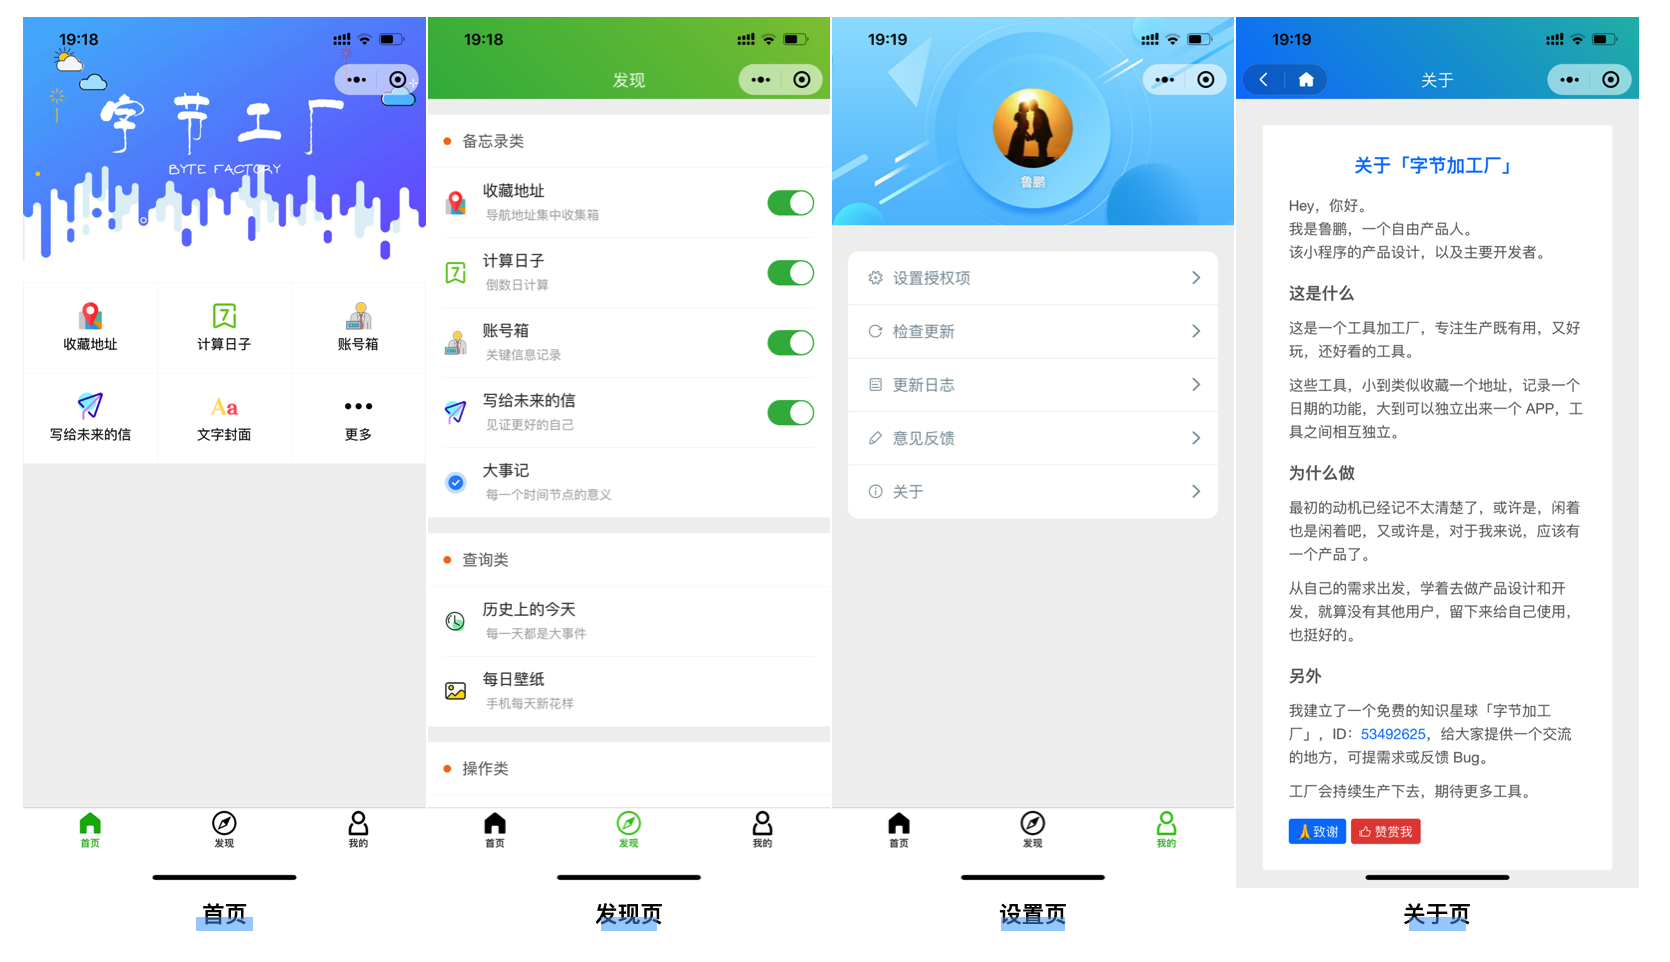 19:18
字节工厂
BYTE FACTORY
收藏地址
计算日子
账号箱
写给未来的信
Aa
文字封面
更多
首页
发现
我的
首页
19:18
发现
备忘录类
收藏地址
导航地址集中收集箱
7
计算日子
倒数日计算
账号箱
关键信息记录
写给未来的信
见证更好的自己
大事记
每一个时间节点的意义
查询类
历史上的今天
每一天都是大事件
每日壁纸
手机每天新花样
操作类
首页
发现
我的
发现页
19:19
鲁鹏
设置授权项
检查更新
更新日志
意见反馈
关于
首页
发现
我的
设置页
19:19
关于
关于「字节加工厂」
Hey，你好。
我是鲁鹏，一个自由产品人。
该小程序的产品设计，以及主要开发者。
这是什么
这是一个工具加工厂，专注生产既有用，又好
玩，还好看的工具。
这些工具，小到类似收藏一个地址，记录一个
日期的功能，大到可以独立出来一个 APP，工
具之间相互独立。
为什么做
最初的动机已经记不太清楚了，或许是，闲着
也是闲着吧，又或许是，对于我来说，应该有
一个产品了。
从自己的需求出发，学着去做产品设计和开
发，就算没有其他用户，留下来给自己使用，
也挺好的。
另外
我建立了一个免费的知识星球「字节加工
厂」，ID：53492625，给大家提供一个交流
的地方，可提需求或反馈 Bug。
工厂会持续生产下去，期待更多工具。
致谢 赞赏我
关于页